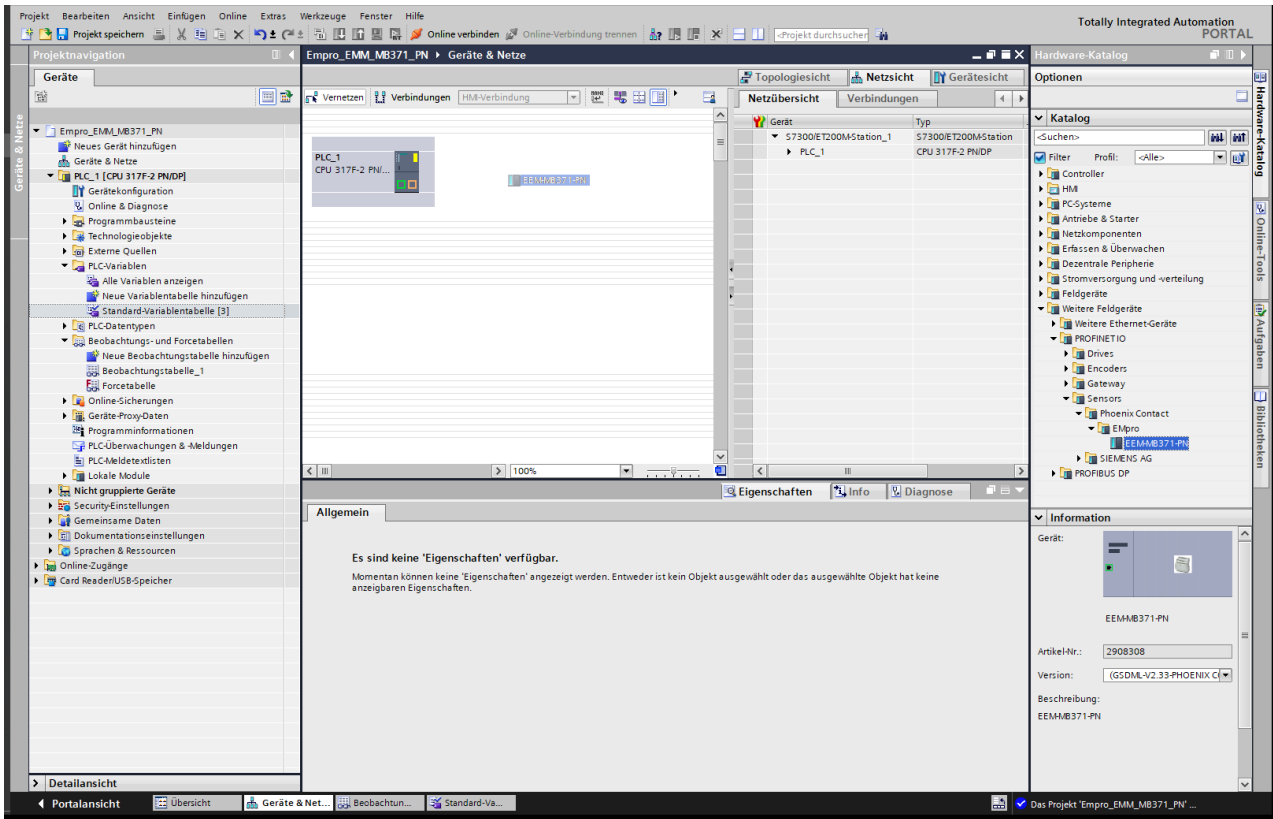 Projekt Bearbeiten Ansicht Einfügen Online Extras Werkzeuge Fenster Hilfe
Totally Integrated Automation
PORTAL
Projekt speichern
Online verbinden
Online-Verbindung trennen
<Projekt durchsuchen
Projektnavigation
Empro_EMM_MB371_PN
Geräte & Netze
Hardware-Katalog
Geräte
Topologiesicht
Netzsicht
Gerätesicht
Optionen
Vernetzen
Verbindungen
HMI-Verbindung
Netzübersicht
Verbindungen
Geräte & Netze
Empro_EMM_MB371_PN
Neues Gerät hinzufügen
Geräte & Netze
PLC_1 [CPU 317F-2 PN/DP]
Gerätekonfiguration
Online & Diagnose
Programmbausteine
Technologieobjekte
Externe Quellen
PLC-Variablen
Alle Variablen anzeigen
Neue Variablentabelle hinzufügen
Standard-Variablentabelle [3]
PLC-Datentypen
Beobachtungs- und Forcetabellen
Neue Beobachtungstabelle hinzufügen
Beobachtungstabelle_1
Forcetabelle
Online-Sicherungen
Geräte-Proxy-Daten
Programminformationen
PLC-Überwachungen & -Meldungen
PLC-Meldetextlisten
Lokale Module
Nicht gruppierte Geräte
Security-Einstellungen
Gemeinsame Daten
Dokumentationseinstellungen
Sprachen & Ressourcen
Online-Zugänge
Card Reader/USB-Speicher
Detailansicht
PLC_1
CPU 317F-2 PN/...
EEM-MB371-PN
100%
Gerät
Typ
S7300/ET200M-Station_1
S7300/ET200M-Station
PLC_1
CPU 317F-2 PN/DP
Eigenschaften
Info
Diagnose
Allgemein
Es sind keine 'Eigenschaften' verfügbar.
Momentan können keine 'Eigenschaften' angezeigt werden. Entweder ist kein Objekt ausgewählt oder das ausgewählte Objekt hat keine
anzeigbaren Eigenschaften.
Katalog
<Suchen>
Filter
Profil:
<Alle>
Controller
HMI
PC-Systeme
Antriebe & Starter
Netzkomponenten
Erfassen & Überwachen
Dezentrale Peripherie
Stromversorgung und -verteilung
Feldgeräte
Weitere Feldgeräte
Weitere Ethernet-Geräte
PROFINET IO
Drives
Encoders
Gateway
Sensors
Phoenix Contact
EMpro
EEM-MB371-PN
SIEMENS AG
PROFIBUS DP
Information
Gerät:
EEM-MB371-PN
Artikel-Nr.:
2908308
Version:
(GSDML-V2.33-PHOENIX C
Beschreibung:
EEM-MB371-PN
Hardware-Katalog
Online-Tools
Aufgaben
Bibliotheken
Portalansicht
Übersicht
Geräte & Net...
Beobachtun...
Standard-Va...
Das Projekt 'Empro_EMM_MB371_PN' ...